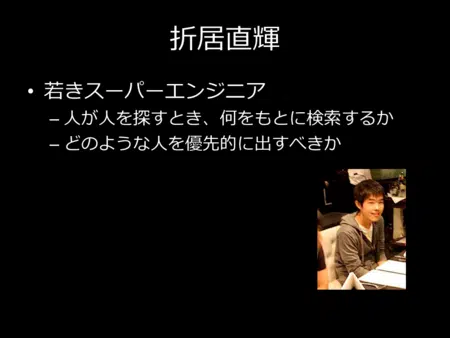 折居直輝
• 若きスーパーエンジニア
– 人が人を探すとき、何をもとに検索するか
– どのような人を優先的に出すべきか